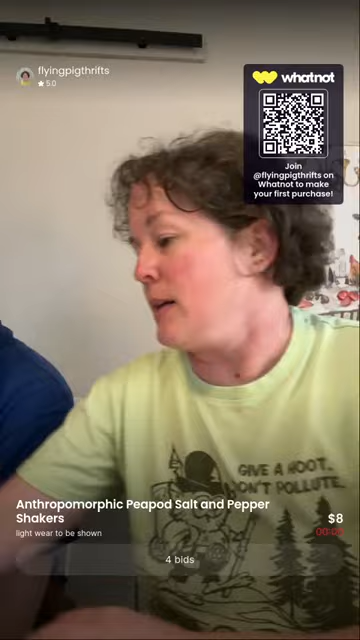 flyingpigthrifts
5.0
whatnot
Join
@flyingpigthrifts on
Whatnot to make
your first purchase!
GIVE A HOOT.
DON'T POLLUTE.
Anthropomorphic Peapod Salt and Pepper
Shakers
$8
light wear to be shown
4 bids